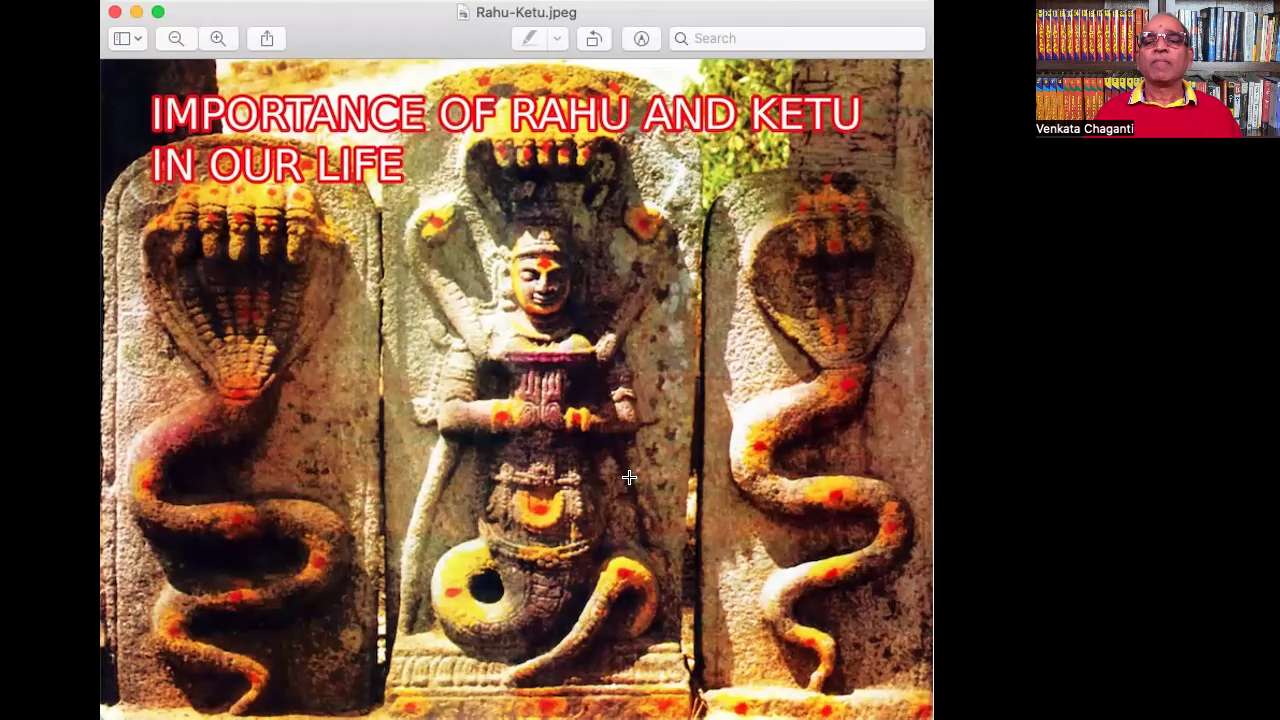 Rahu-Ketu.jpeg
Search
IMPORTANCE OF RAHU AND KETU
IN OUR LIFE
Venkata Chaganti